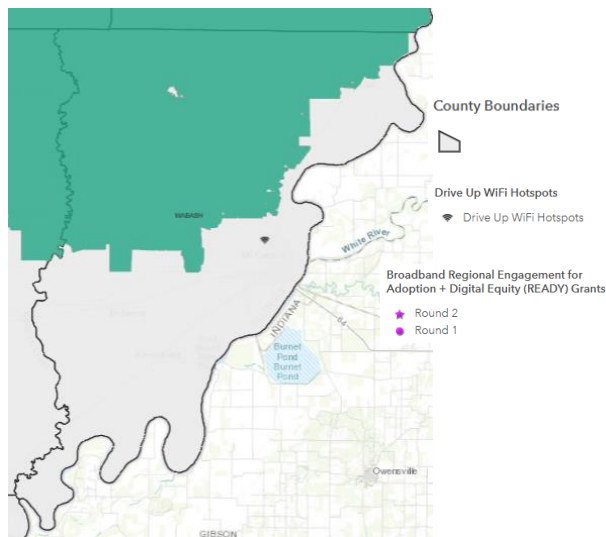 County Boundaries
Drive Up WiFi Hotspots
Drive Up WiFi Hotspots
Broadband Regional Engagement for
Adoption + Digital Equity (READY) Grants
Round 2
Round 1
WABASH
White River
INDIANA
64
Burnet
Pond
Burnet
Pond
Owensville
GIBSON